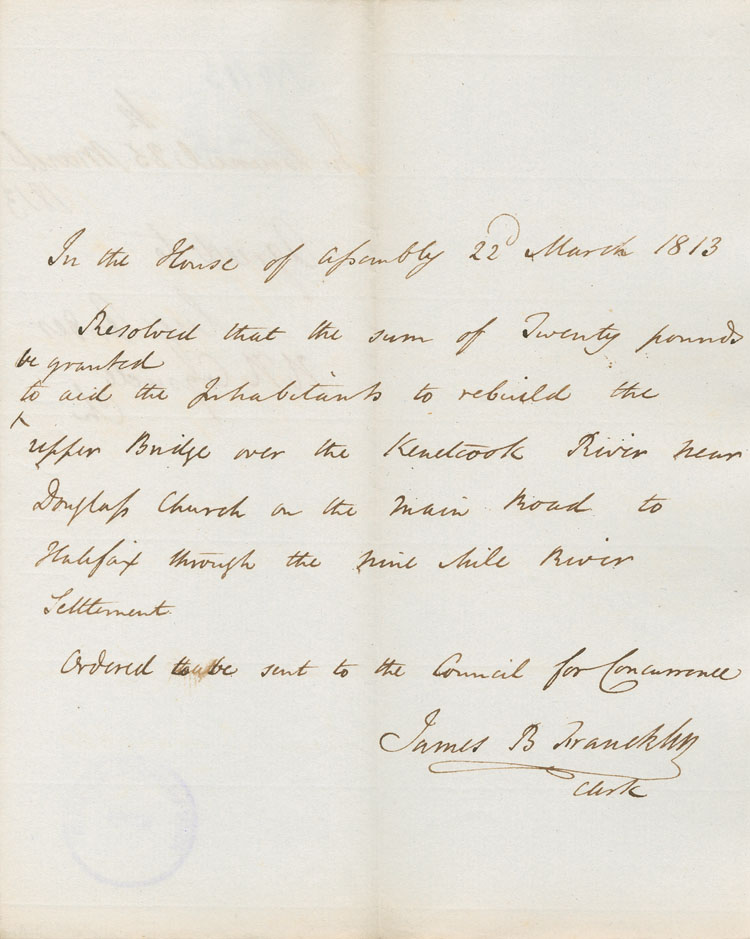 In the House of Assembly 22d March 1813
Resolved that the sum of Twenty pounds
be granted
to aid the Inhabitants to rebuild the
upper Bridge over the Kenetcook River near
Douglass Church on the main Road to
Halifax through the Nine Mile River
Settlement
Ordered to be sent to the Council for Concurrence
James B Francklin
Clerk